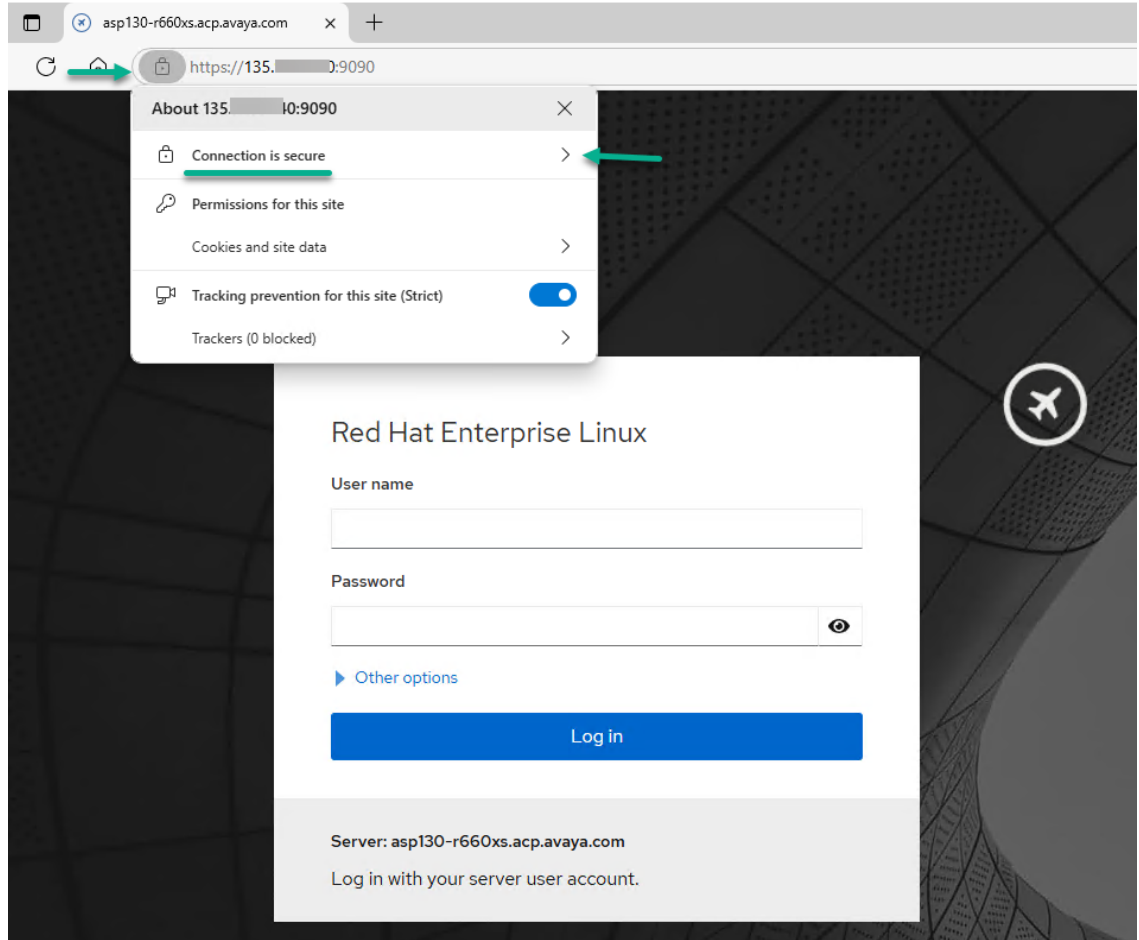 asp130-r660xs.acp.avaya.com
https://135. :9090
About 135. 0:9090
Connection is secure
Permissions for this site
Cookies and site data
Tracking prevention for this site (Strict)
Trackers (0 blocked)
Red Hat Enterprise Linux
User name
Password
Other options
Log in
Server: asp130-r660xs.acp.avaya.com
Log in with your server user account.